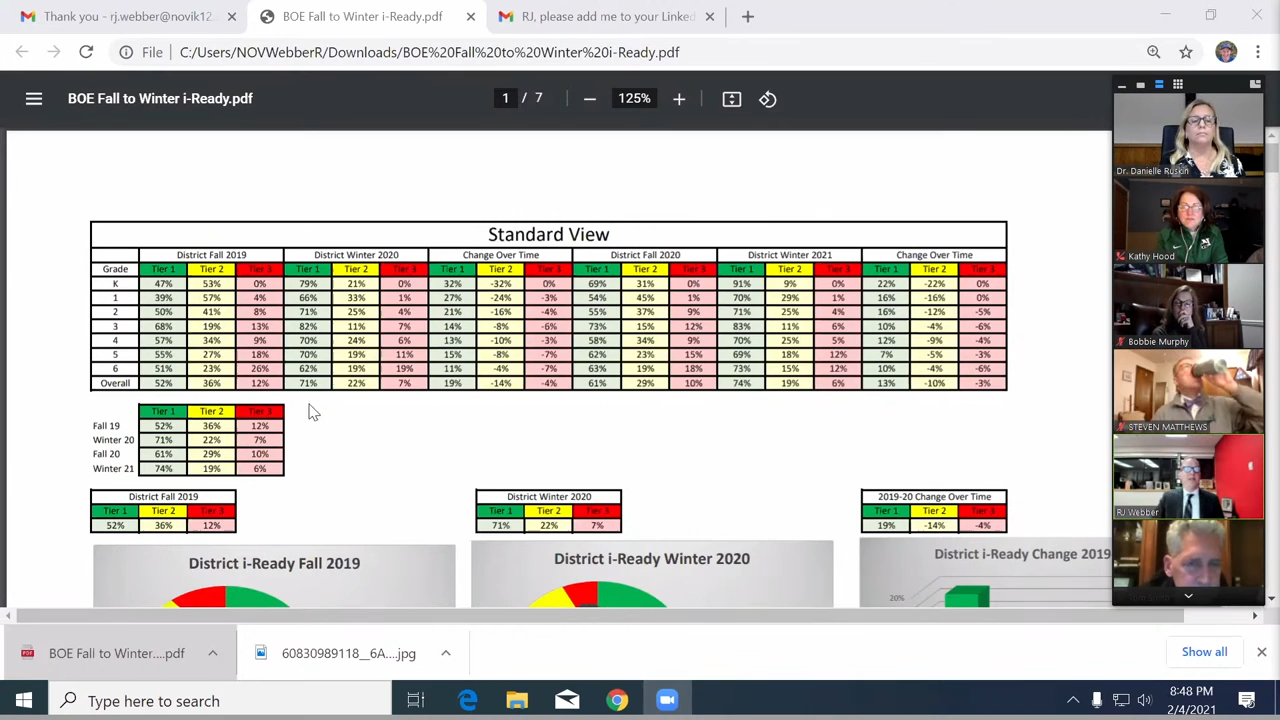 Thank you - rj.webber@novik12.
BOE Fall to Winter i-Ready.pdf
RJ, please add me to your Linked
File C:/Users/NOVWebberR/Downloads/BOE%20Fall%20to%20Winter%20i-Ready.pdf
BOE Fall to Winter i-Ready.pdf 1 / 7 125%
Standard View
District Fall 2019 District Winter 2020 Change Over Time District Fall 2020 District Winter 2021 Change Over Time
Grade Tier 1 Tier 2 Tier 3 Tier 1 Tier 2 Tier 3 Tier 1 Tier 2 Tier 3 Tier 1 Tier 2 Tier 3 Tier 1 Tier 2 Tier 3 Tier 1 Tier 2 Tier 3
K 47% 53% 0% 79% 21% 0% 32% -32% 0% 69% 31% 0% 91% 9% 0% 22% -22% 0%
1 39% 57% 4% 66% 33% 1% 27% -24% -3% 54% 45% 1% 70% 29% 1% 16% -16% 0%
2 50% 41% 8% 71% 25% 4% 21% -16% -4% 55% 37% 9% 71% 25% 4% 16% -12% -5%
3 68% 19% 13% 82% 11% 7% 14% -8% -6% 73% 15% 12% 83% 11% 6% 10% -4% -6%
4 57% 34% 9% 70% 24% 6% 13% -10% -3% 58% 34% 9% 70% 25% 5% 12% -9% -4%
5 55% 27% 18% 70% 19% 11% 15% -8% -7% 62% 23% 15% 69% 18% 12% 7% -5% -3%
6 51% 23% 26% 62% 19% 19% 11% -4% -7% 63% 19% 18% 73% 15% 12% 10% -4% -6%
Overall 52% 36% 12% 71% 22% 7% 19% -14% -4% 61% 29% 10% 74% 19% 6% 13% -10% -3%
Tier 1 Tier 2 Tier 3
Fall 19 52% 36% 12%
Winter 20 71% 22% 7%
Fall 20 61% 29% 10%
Winter 21 74% 19% 6%
District Fall 2019 District Winter 2020 2019-20 Change Over Time
Tier 1 Tier 2 Tier 3 Tier 1 Tier 2 Tier 3 Tier 1 Tier 2 Tier 3
52% 36% 12% 71% 22% 7% 19% -14% -4%
District i-Ready Fall 2019
District i-Ready Winter 2020
District i-Ready Change 2019
20%
Dr. Danielle Ruskin
Kathy Hood
Bobbie Murphy
STEVEN MATTHEWS
RJ Webber
BOE Fall to Winter....pdf
60830989118__6A....jpg
Show all
Type here to search
8:48 PM
2/4/2021